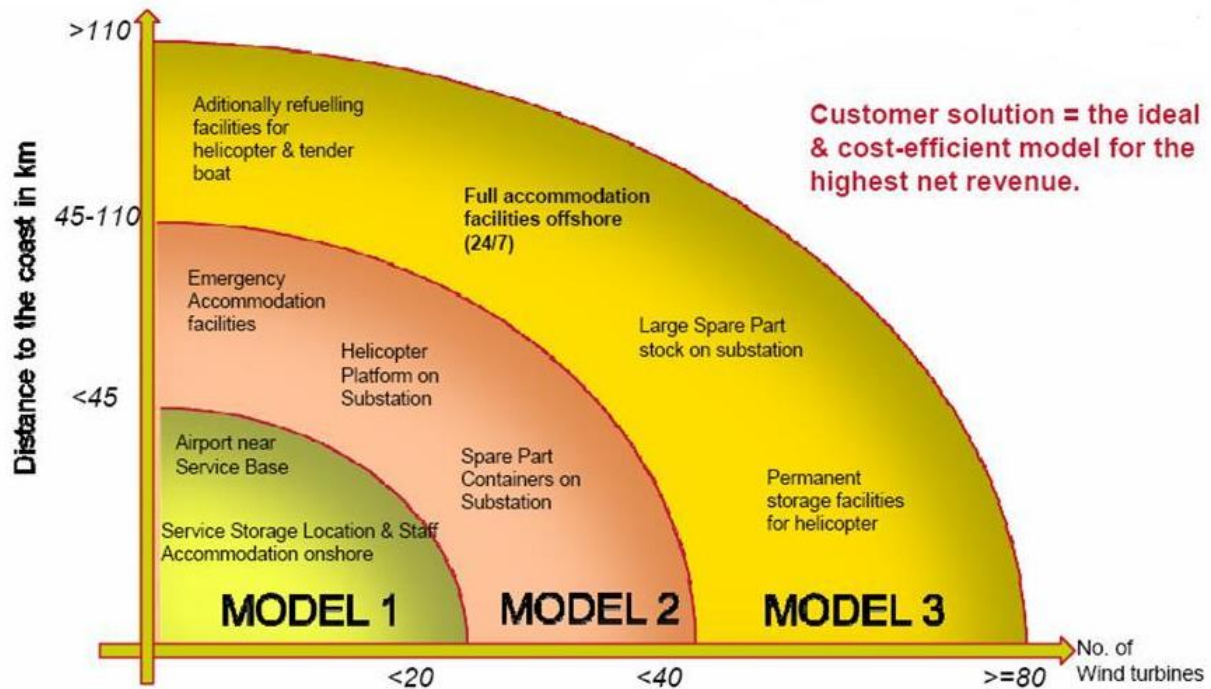 >110
Aditionally refuelling
facilities for
helicopter & tender
boat
Customer solution = the ideal
& cost-efficient model for the
highest net revenue.
Distance to the coast in km
Full accommodation
facilities offshore
(24/7)
45-110
Emergency
Accommodation
facilities
Helicopter
Platform on
Substation
Large Spare Part
stock on substation
<45
Airport near
Service Base
Spare Part
Containers on
Substation
Permanent
storage facilities
for helicopter
Service Storage Location & Staff
Accommodation onshore
MODEL 1
MODEL 2
MODEL 3
<20
<40
>=80
No. of
Wind turbines